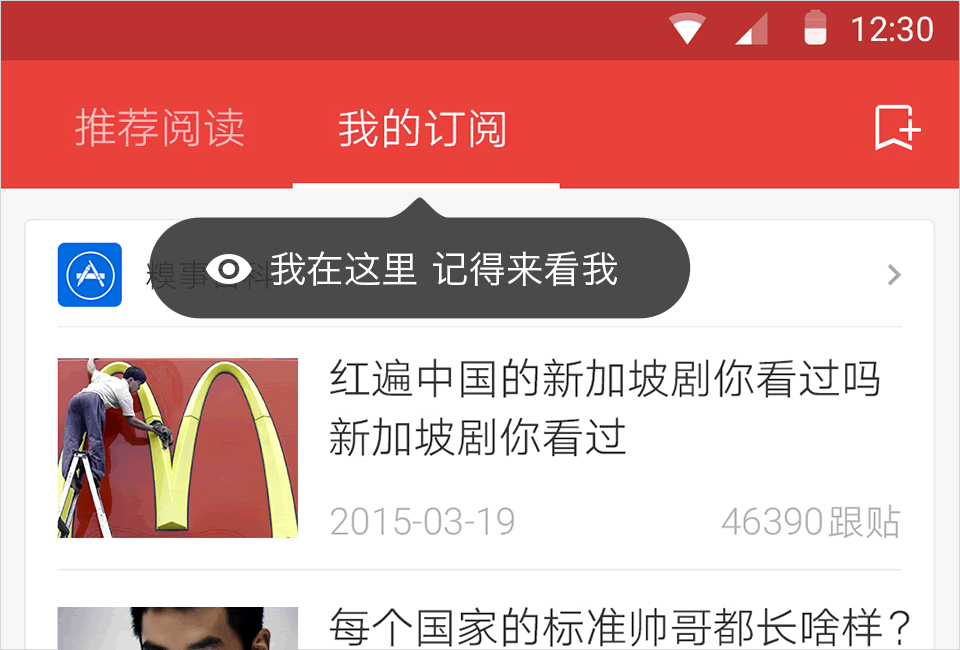 12:30
推荐阅读
我的订阅
我在这里 记得来看我
糗事百科
红遍中国的新加坡剧你看过吗
新加坡剧你看过
2015-03-19
46390跟贴
每个国家的标准帅哥都长啥样?